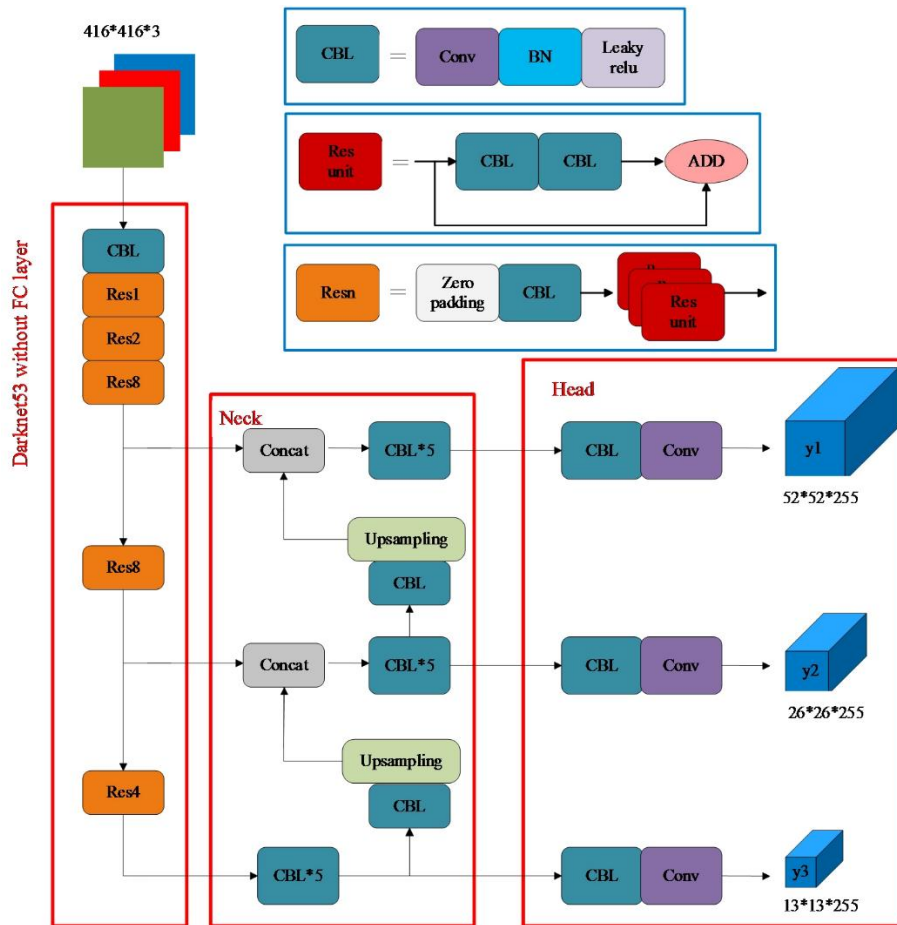 416*416*3
CBL
=
Conv
BN
Leaky
relu
Res
unit
=
CBL
CBL
ADD
Resn
=
Zero
padding
CBL
Res
unit
Darknet53 without FC layer
CBL
Res1
Res2
Res8
Res8
Res4
Neck
Concat
CBL*5
Upsampling
CBL
Concat
CBL*5
Upsampling
CBL
CBL*5
Head
CBL
Conv
y1
52*52*255
CBL
Conv
y2
26*26*255
CBL
Conv
y3
13*13*255